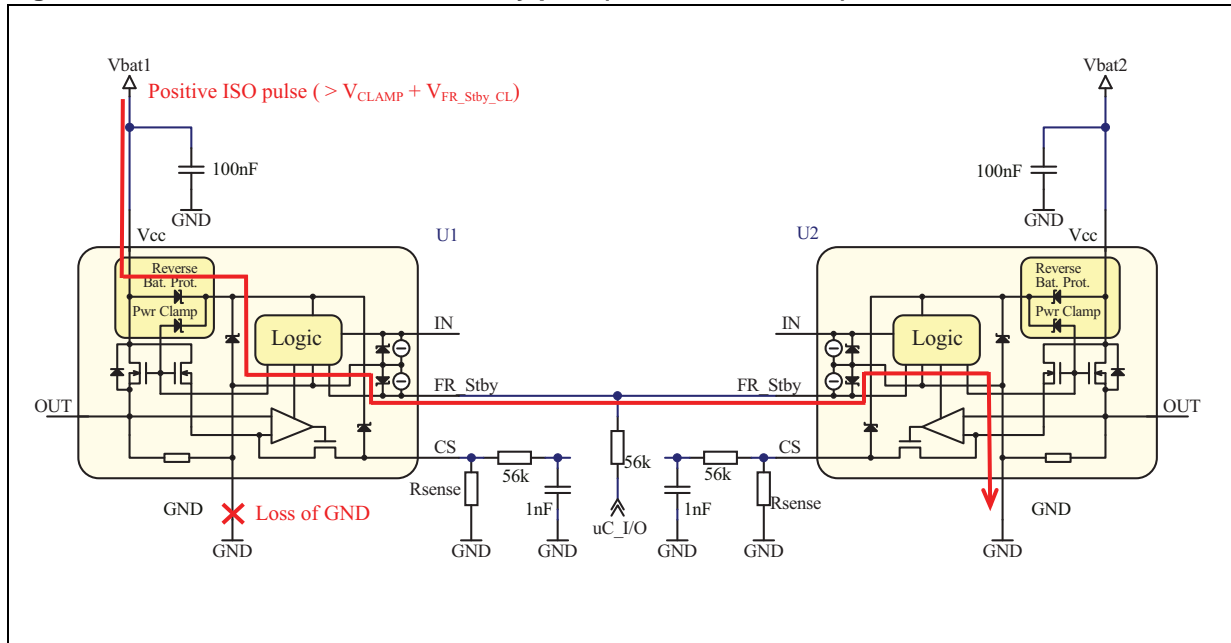 Vbat1
Positive ISO pulse ( > VCLAMP + VFR_Stby_CL)
100nF
GND
Vcc
U1
Reverse
Bat. Prot.
Pwr Clamp
Logic
IN
FR_Stby
OUT
CS
Rsense
56k
1nF
GND
Loss of GND
GND
GND
GND
56k
uC_I/O
Vbat2
100nF
GND
U2
Vcc
Reverse
Bat. Prot.
Pwr Clamp
Logic
IN
FR_Stby
OUT
CS
56k
1nF
Rsense
GND
GND
GND
GND